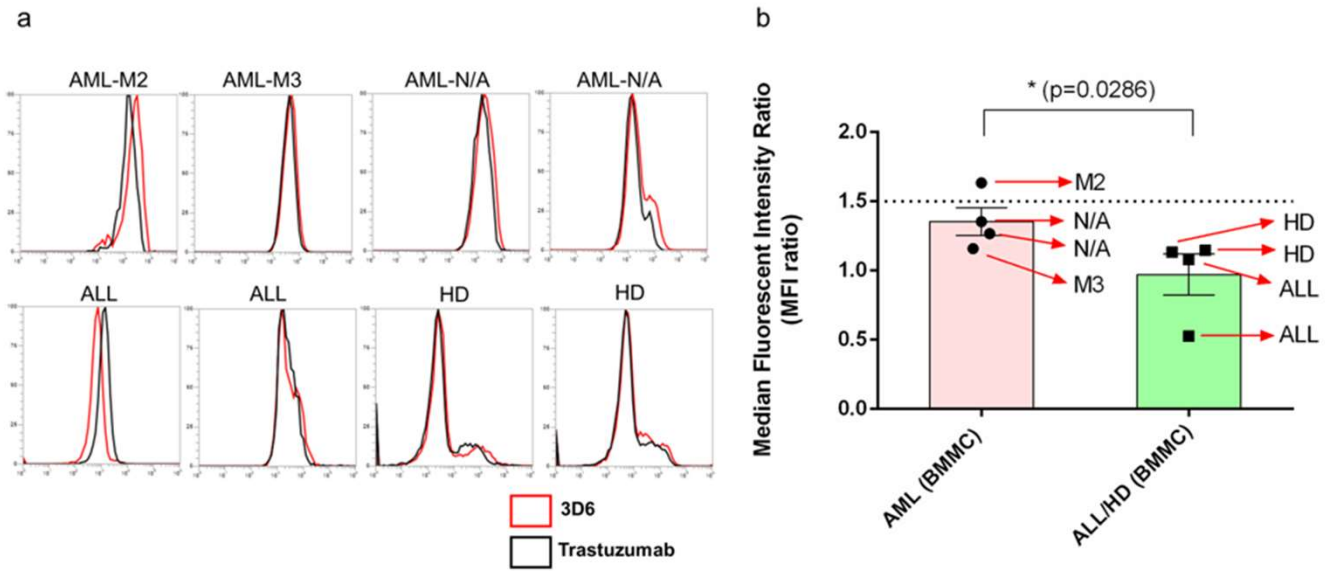 a
AML-M2 AML-M3 AML-N/A AML-N/A
ALL ALL HD HD
3D6
Trastuzumab
b
* (p=0.0286)
Median Fluorescent Intensity Ratio
(MFI ratio)
2.0
1.5
1.0
0.5
0.0
M2
N/A
N/A
M3
HD
HD
ALL
ALL
AML (BMMC)
ALL/HD (BMMC)